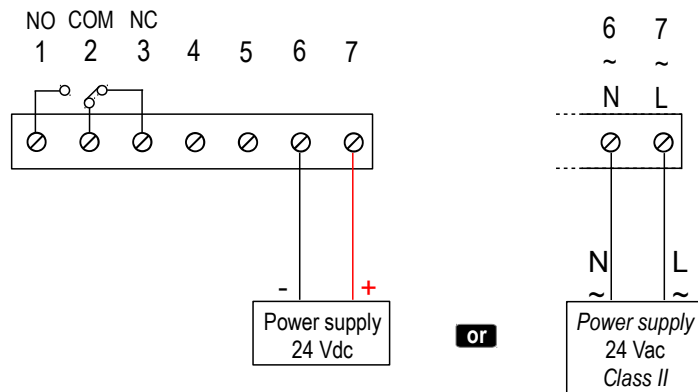 NO COM NC
1 2 3 4 5 6 7
- +
Power supply
24 Vdc
or
6 7
~ ~
N L
N L
~ ~
Power supply
24 Vac
Class II